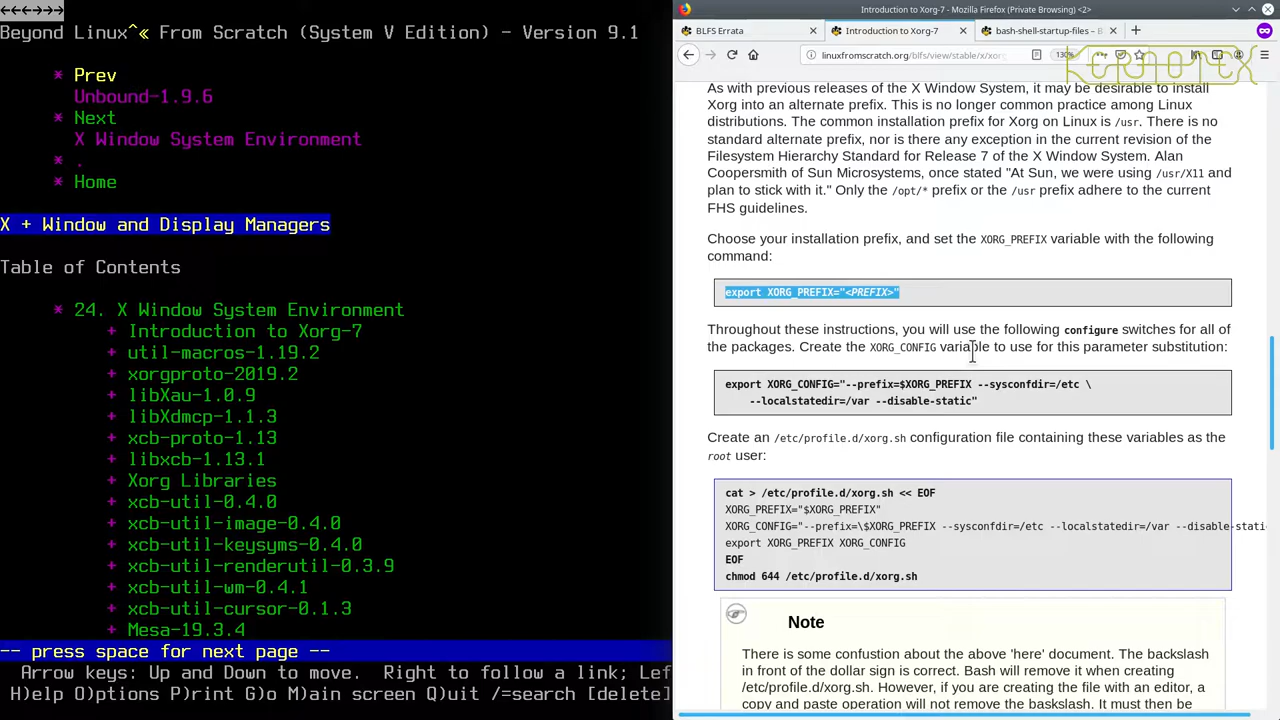 ←←←→→→
Beyond Linux^« From Scratch (System V Edition) - Version 9.1
* Prev
Unbound-1.9.6
* Next
X Window System Environment
* .
* Home
X + Window and Display Managers
Table of Contents
* 24. X Window System Environment
+ Introduction to Xorg-7
+ util-macros-1.19.2
+ xorgproto-2019.2
+ libXau-1.0.9
+ libXdmcp-1.1.3
+ xcb-proto-1.13
+ libxcb-1.13.1
+ Xorg Libraries
+ xcb-util-0.4.0
+ xcb-util-image-0.4.0
+ xcb-util-keysyms-0.4.0
+ xcb-util-renderutil-0.3.9
+ xcb-util-wm-0.4.1
+ xcb-util-cursor-0.1.3
+ Mesa-19.3.4
-- press space for next page --
Arrow keys: Up and Down to move. Right to follow a link; Lef
H)elp O)ptions P)rint G)o M)ain screen Q)uit /=search [delete]
Introduction to Xorg-7 - Mozilla Firefox (Private Browsing) <2>
BLFS Errata
Introduction to Xorg-7
bash-shell-startup-files – B
linuxfromscratch.org/blfs/view/stable/x/xorg
130%
As with previous releases of the X Window System, it may be desirable to install
Xorg into an alternate prefix. This is no longer common practice among Linux
distributions. The common installation prefix for Xorg on Linux is /usr. There is no
standard alternate prefix, nor is there any exception in the current revision of the
Filesystem Hierarchy Standard for Release 7 of the X Window System. Alan
Coopersmith of Sun Microsystems, once stated "At Sun, we were using /usr/X11 and
plan to stick with it." Only the /opt/* prefix or the /usr prefix adhere to the current
FHS guidelines.
Choose your installation prefix, and set the XORG_PREFIX variable with the following
command:
export XORG_PREFIX="<PREFIX>"
Throughout these instructions, you will use the following configure switches for all of
the packages. Create the XORG_CONFIG variable to use for this parameter substitution:
export XORG_CONFIG="--prefix=$XORG_PREFIX --sysconfdir=/etc \
--localstatedir=/var --disable-static"
Create an /etc/profile.d/xorg.sh configuration file containing these variables as the
root user:
cat > /etc/profile.d/xorg.sh << EOF
XORG_PREFIX="$XORG_PREFIX"
XORG_CONFIG="--prefix=\$XORG_PREFIX --sysconfdir=/etc --localstatedir=/var --disable-static
export XORG_PREFIX XORG_CONFIG
EOF
chmod 644 /etc/profile.d/xorg.sh
Note
There is some confustion about the above 'here' document. The backslash
in front of the dollar sign is correct. Bash will remove it when creating
/etc/profile.d/xorg.sh. However, if you are creating the file with an editor, a
copy and paste operation will not remove the backslash. It must then be